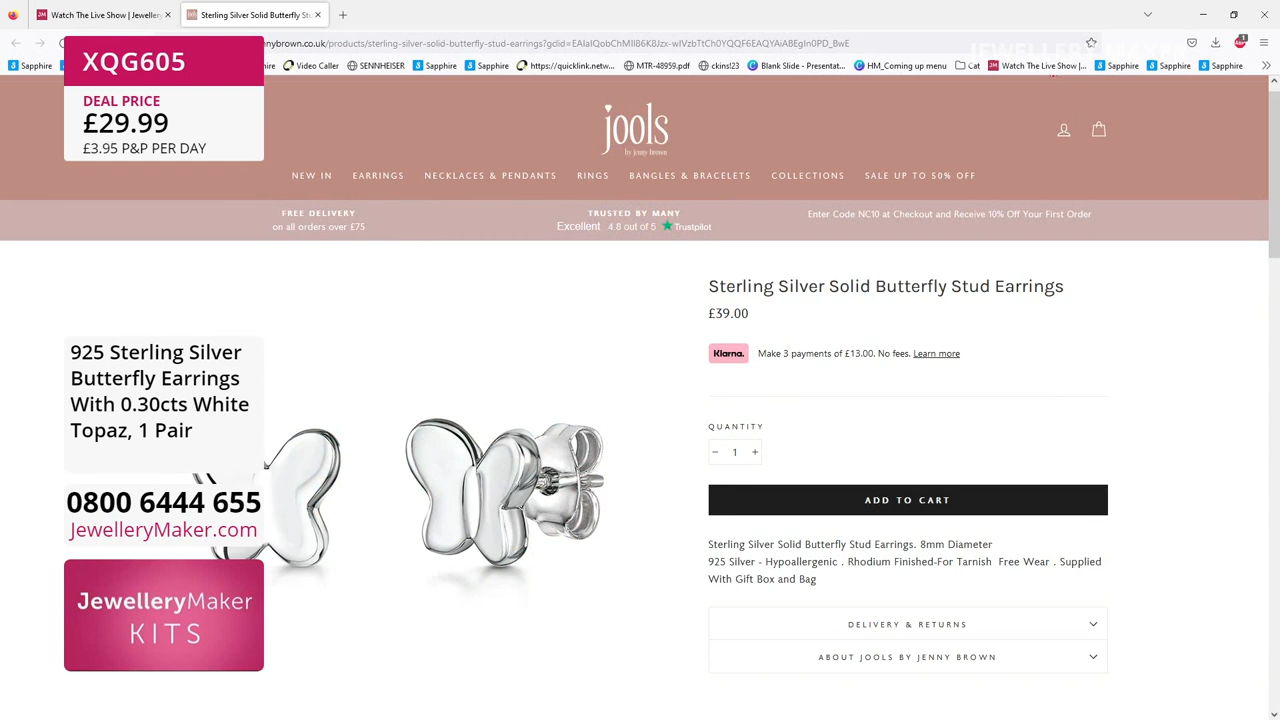 Watch The Live Show | Jewellery
Sterling Silver Solid Butterfly Stu
nnybrown.co.uk/products/sterling-silver-solid-butterfly-stud-earrings?gclid=
Sapphire
Video Caller
SENNHEISER
Sapphire
Sapphire
https://quicklink.netw...
MTR-48959.pdf
ckins!23
Blank Slide - Presentat...
HM_Coming up menu
Cat
Watch The Live Show |...
Sapphire
Sapphire
Sapphire
XQG605
DEAL PRICE
£29.99
£3.95 P&P PER DAY
jools
by jenny brown
NEW IN EARRINGS NECKLACES & PENDANTS RINGS BANGLES & BRACELETS COLLECTIONS SALE UP TO 50% OFF
FREE DELIVERY
on all orders over £75
TRUSTED BY MANY
Excellent 4.8 out of 5 Trustpilot
Enter Code NC10 at Checkout and Receive 10% Off Your First Order
Sterling Silver Solid Butterfly Stud Earrings
£39.00
Klarna. Make 3 payments of £13.00. No fees. Learn more
QUANTITY
− 1 +
ADD TO CART
Sterling Silver Solid Butterfly Stud Earrings. 8mm Diameter
925 Silver - Hypoallergenic . Rhodium Finished-For Tarnish Free Wear . Supplied
With Gift Box and Bag
DELIVERY & RETURNS
ABOUT JOOLS BY JENNY BROWN
925 Sterling Silver
Butterfly Earrings
With 0.30cts White
Topaz, 1 Pair
0800 6444 655
JewelleryMaker.com
JewelleryMaker
KITS